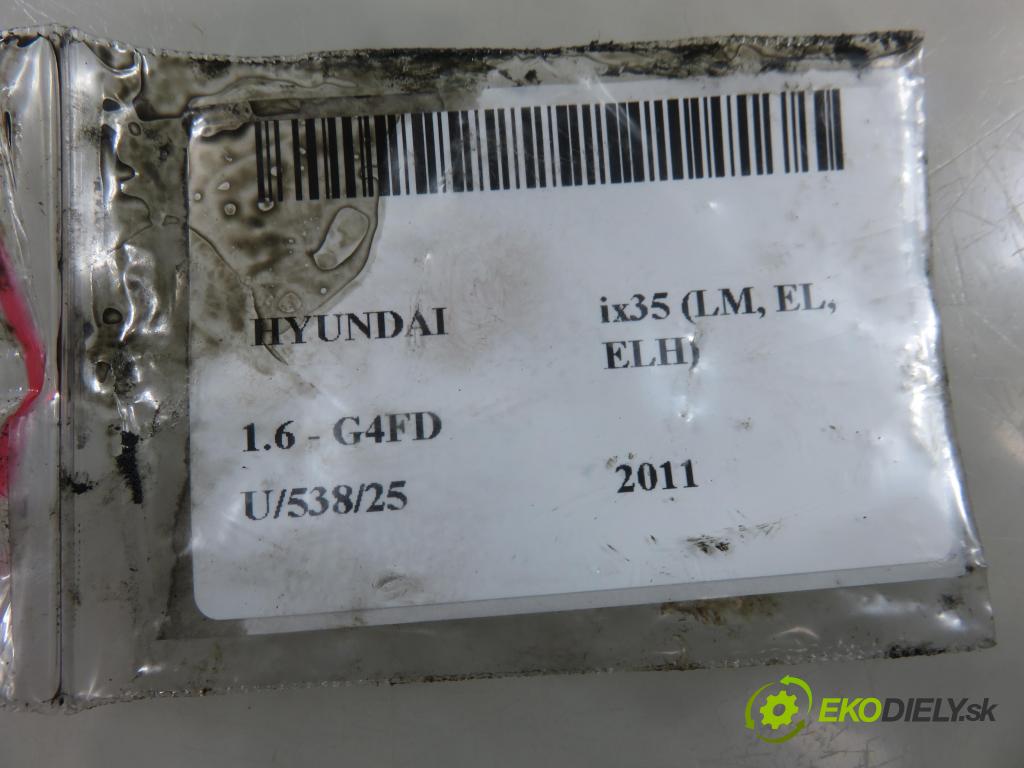 HYUNDAI
ix35 (LM, EL,
ELH)
1.6 - G4FD
U/538/25
2011
EKODIELY.sk